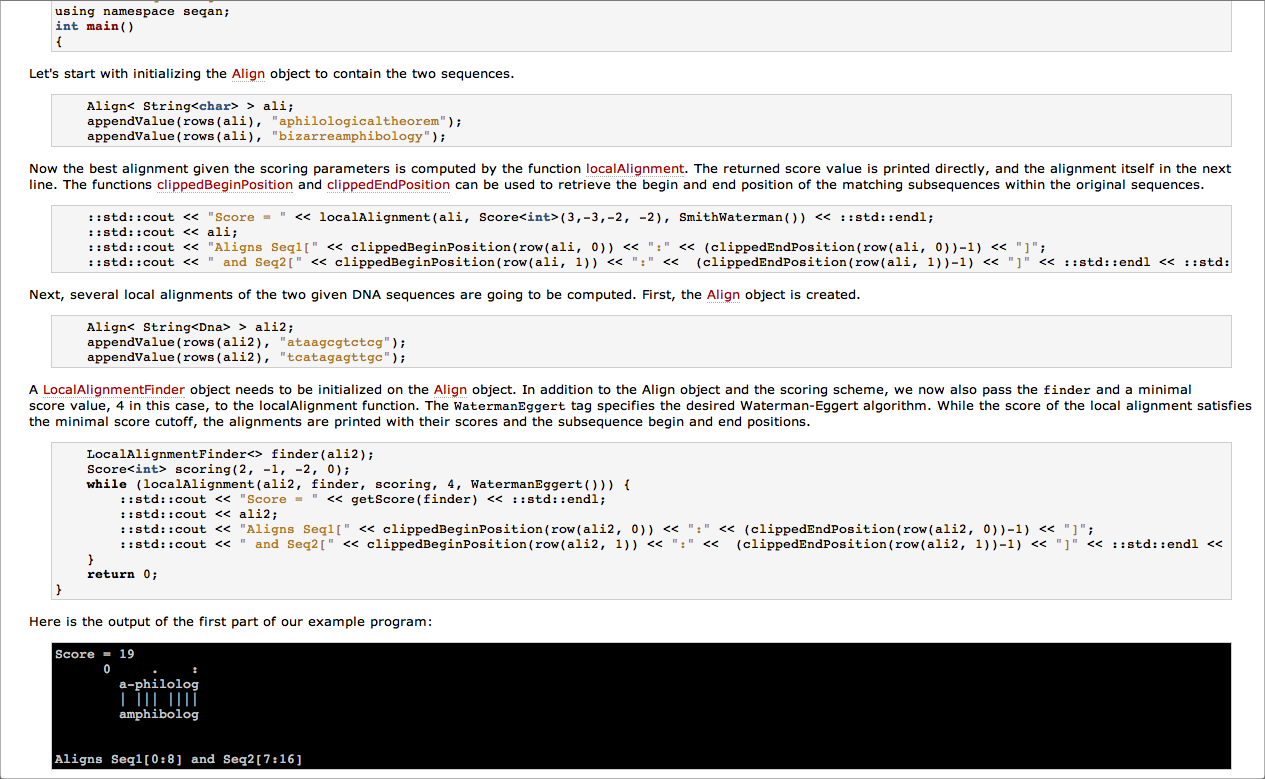 using namespace seqan;
int main()
{
Let's start with initializing the Align object to contain the two sequences.
Align< String<char> > ali;
appendValue(rows(ali), "aphilologicaltheorem");
appendValue(rows(ali), "bizarreamphibology");
Now the best alignment given the scoring parameters is computed by the function localAlignment. The returned score value is printed directly, and the alignment itself in the next
line. The functions clippedBeginPosition and clippedEndPosition can be used to retrieve the begin and end position of the matching subsequences within the original sequences.
::std::cout << "Score = " << localAlignment(ali, Score<int>(3,-3,-2, -2), SmithWaterman()) << ::std::endl;
::std::cout << ali;
::std::cout << "Aligns Seq1[" << clippedBeginPosition(row(ali, 0)) << ":" << (clippedEndPosition(row(ali, 0))-1) << "]";
::std::cout << " and Seq2[" << clippedBeginPosition(row(ali, 1)) << ":" <<  (clippedEndPosition(row(ali, 1))-1) << "]" << ::std::endl << ::std:
Next, several local alignments of the two given DNA sequences are going to be computed. First, the Align object is created.
Align< String<Dna> > ali2;
appendValue(rows(ali2), "ataagcgtctcg");
appendValue(rows(ali2), "tcatagagttgc");
A LocalAlignmentFinder object needs to be initialized on the Align object. In addition to the Align object and the scoring scheme, we now also pass the finder and a minimal
score value, 4 in this case, to the localAlignment function. The WatermanEggert tag specifies the desired Waterman-Eggert algorithm. While the score of the local alignment satisfies
the minimal score cutoff, the alignments are printed with their scores and the subsequence begin and end positions.
LocalAlignmentFinder<> finder(ali2);
Score<int> scoring(2, -1, -2, 0);
while (localAlignment(ali2, finder, scoring, 4, WatermanEggert())) {
::std::cout << "Score = " << getScore(finder) << ::std::endl;
::std::cout << ali2;
::std::cout << "Aligns Seq1[" << clippedBeginPosition(row(ali2, 0)) << ":" << (clippedEndPosition(row(ali2, 0))-1) << "]";
::std::cout << " and Seq2[" << clippedBeginPosition(row(ali2, 1)) << ":" <<  (clippedEndPosition(row(ali2, 1))-1) << "]" << ::std::endl <<
}
return 0;
}
Here is the output of the first part of our example program:
Score = 19
0     .    :
a-philolog
| ||| ||||
amphibolog
Aligns Seq1[0:8] and Seq2[7:16]